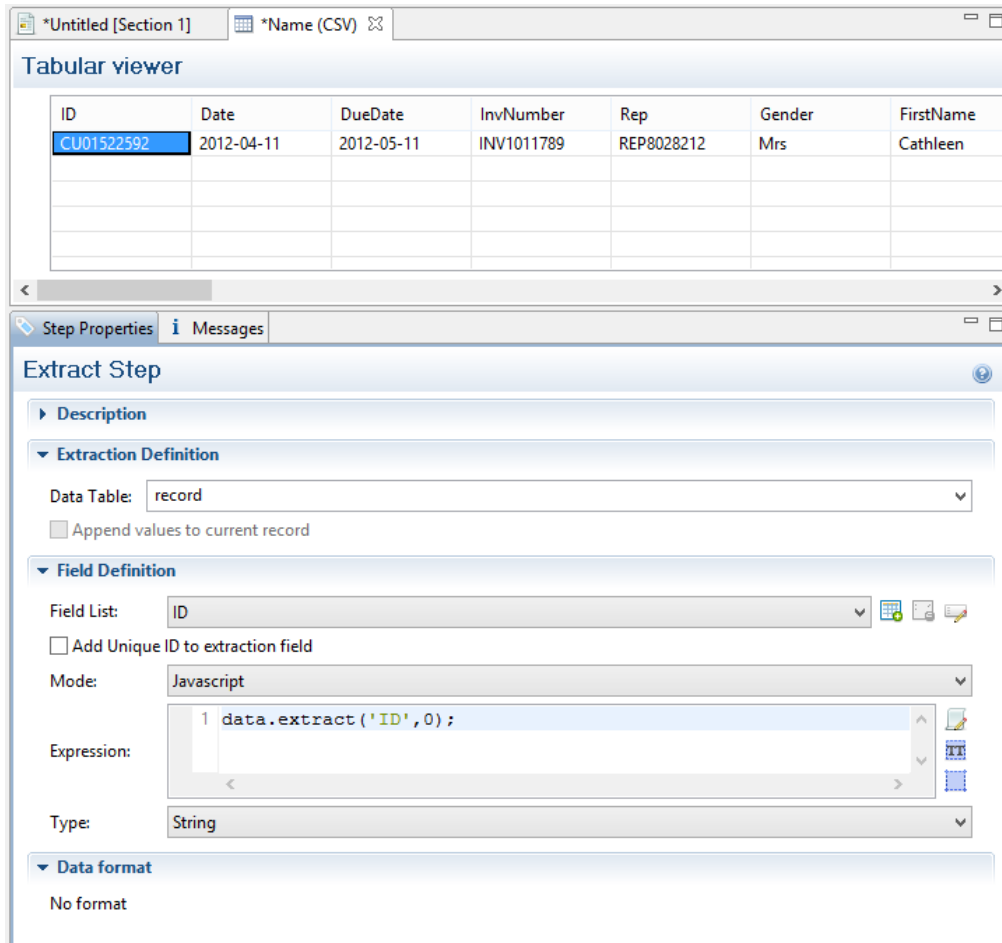 *Untitled [Section 1] *Name (CSV)
Tabular viewer
ID Date DueDate InvNumber Rep Gender FirstName
CU01522592 2012-04-11 2012-05-11 INV1011789 REP8028212 Mrs Cathleen
Step Properties i Messages
Extract Step
Description
Extraction Definition
Data Table: record
Append values to current record
Field Definition
Field List: ID
Add Unique ID to extraction field
Mode: Javascript
1 data.extract('ID',0);
Expression:
TT
Type: String
Data format
No format